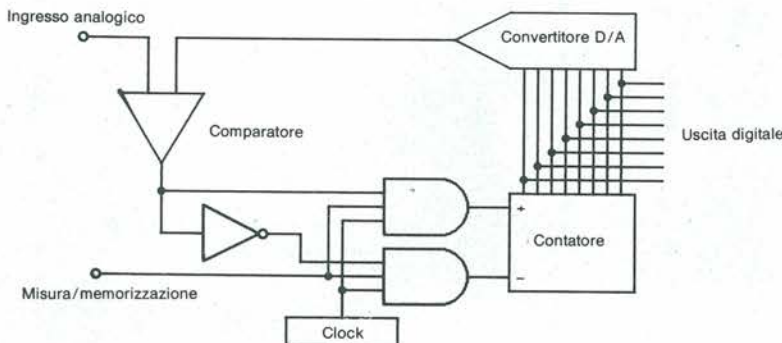 Ingresso analogico
Convertitore D/A
Comparatore
Uscita digitale
+
Contatore
−
Misura/memorizzazione
Clock